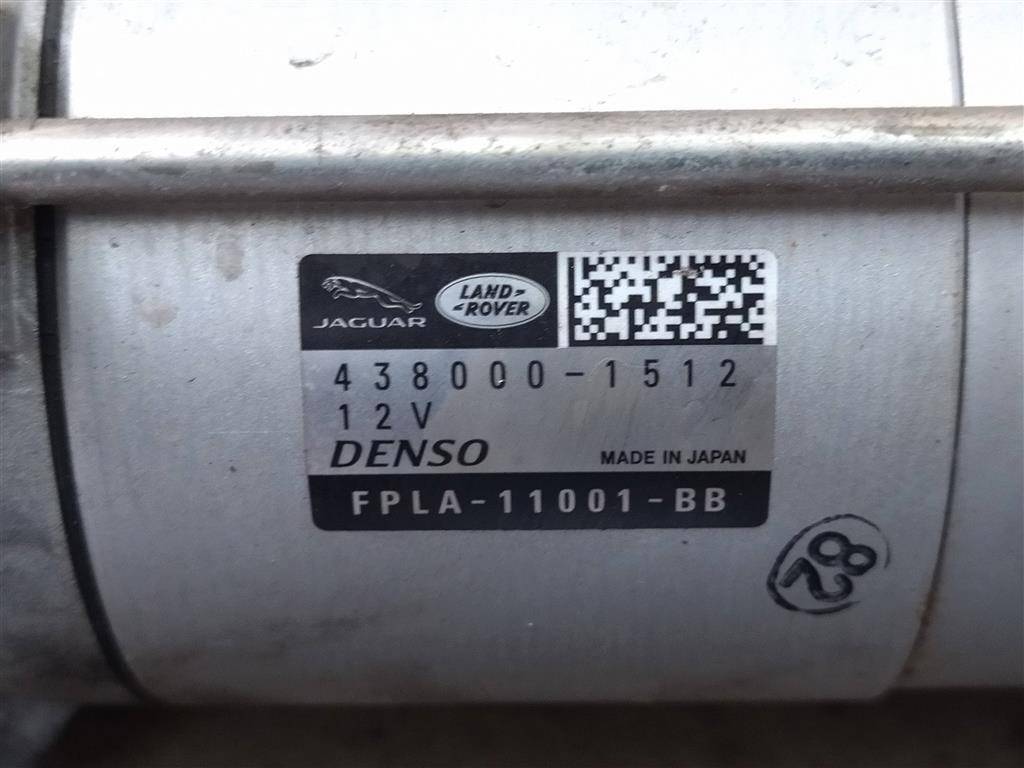 JAGUAR
LAND-
-ROVER
438000-1512
12V
DENSO
MADE IN JAPAN
FPLA-11001-BB
28